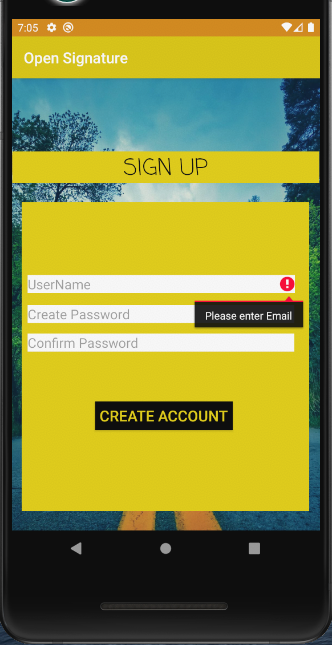 7:05
Open Signature
SIGN UP
UserName
Create Password
Please enter Email
Confirm Password
CREATE ACCOUNT